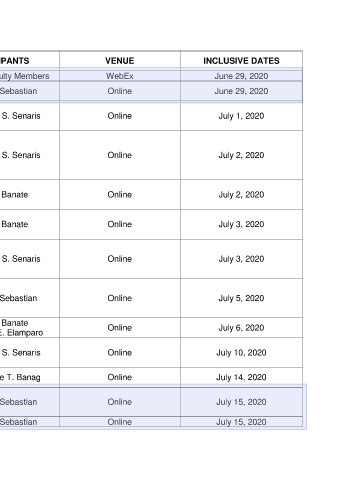 IPANTS VENUE INCLUSIVE DATES
ulty Members WebEx June 29, 2020
Sebastian Online June 29, 2020
S. Senaris Online July 1, 2020
S. Senaris Online July 2, 2020
Banate Online July 2, 2020
Banate Online July 3, 2020
S. Senaris Online July 3, 2020
Sebastian Online July 5, 2020
Banate
E. Elamparo Online July 6, 2020
S. Senaris Online July 10, 2020
e T. Banag Online July 14, 2020
Sebastian Online July 15, 2020
Sebastian Online July 15, 2020